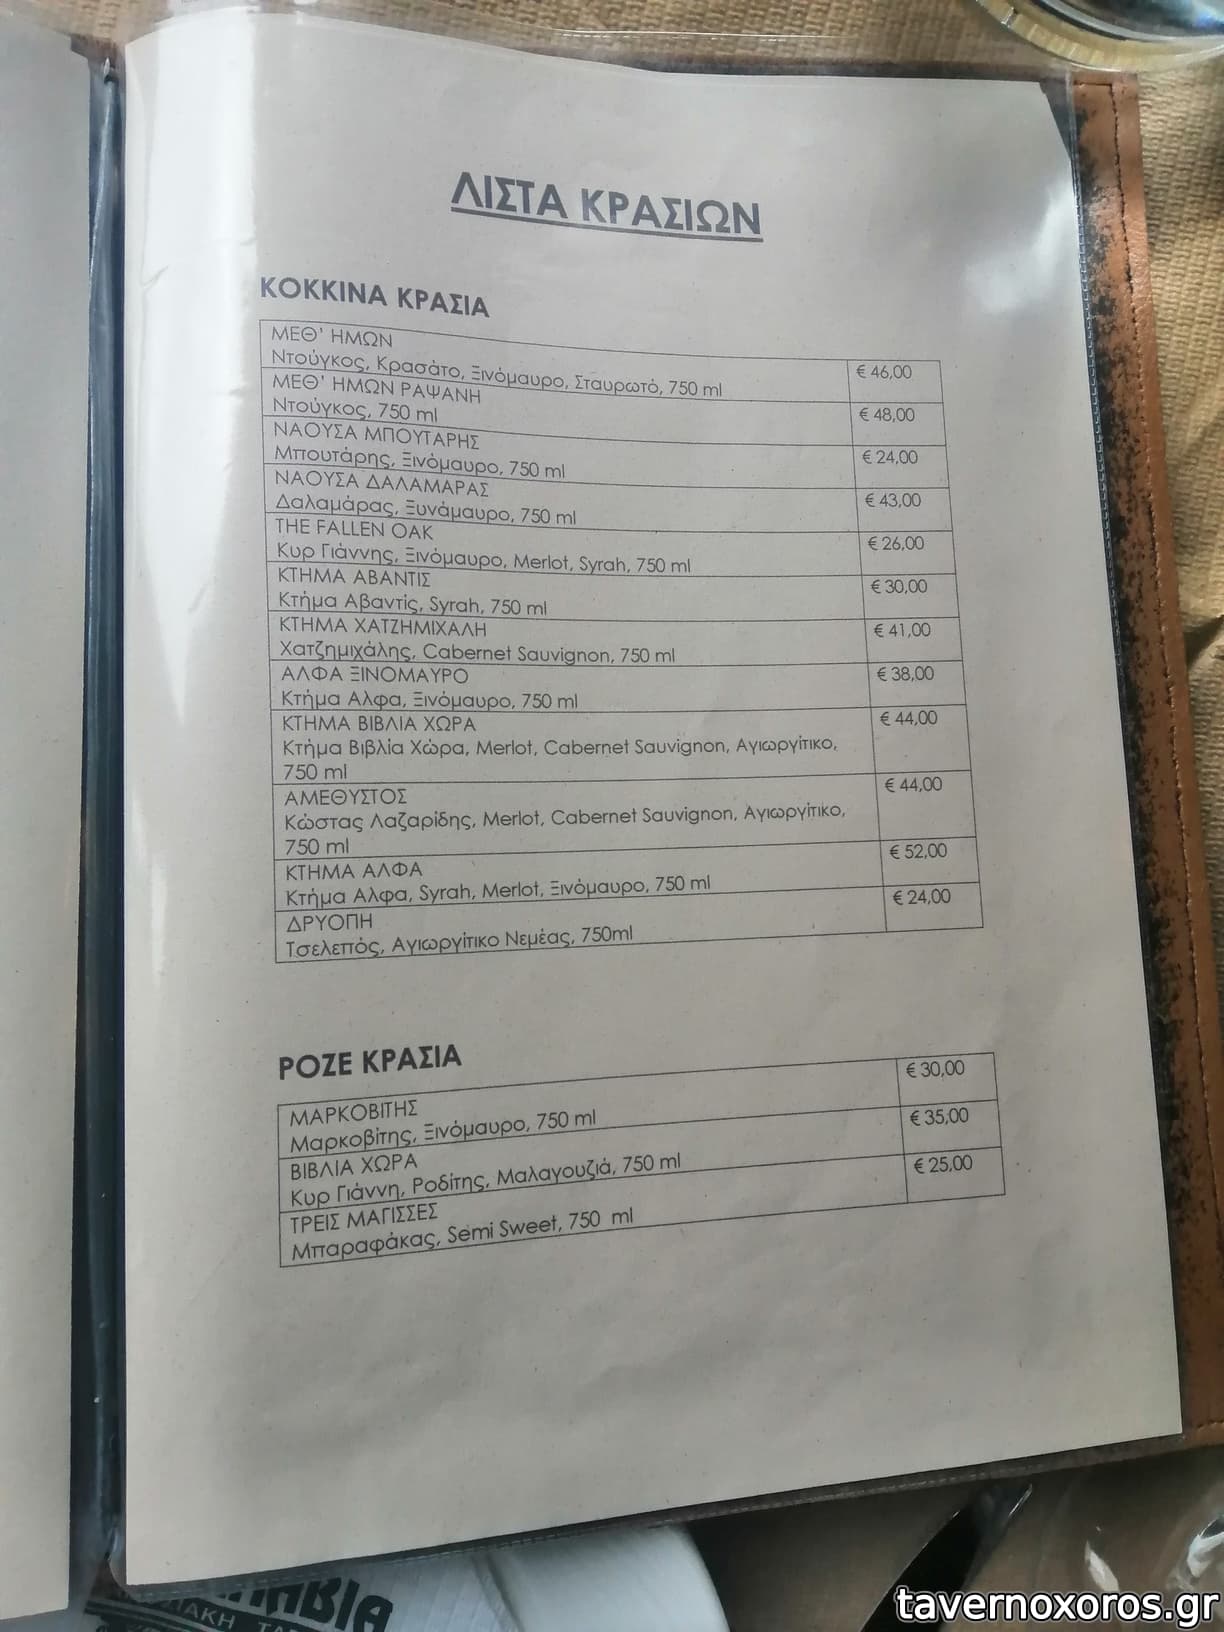 ΛΙΣΤΑ ΚΡΑΣΙΩΝ
ΚΟΚΚΙΝΑ ΚΡΑΣΙΑ
ΜΕΘ' ΗΜΩΝ
Ντούγκος, Κρασάτο, Ξινόμαυρο, Σταυρωτό, 750 ml € 46,00
ΜΕΘ' ΗΜΩΝ ΡΑΨΑΝΗ
Ντούγκος, 750 ml € 48,00
ΝΑΟΥΣΑ ΜΠΟΥΤΑΡΗΣ
Μπουτάρης, Ξινόμαυρο, 750 ml € 24,00
ΝΑΟΥΣΑ ΔΑΛΑΜΑΡΑΣ
Δαλαμάρας, Ξυνόμαυρο, 750 ml € 43,00
THE FALLEN OAK
Κυρ Γιάννης, Ξινόμαυρο, Merlot, Syrah, 750 ml € 26,00
ΚΤΗΜΑ ΑΒΑΝΤΙΣ
Κτήμα Αβαντίς, Syrah, 750 ml € 30,00
ΚΤΗΜΑ ΧΑΤΖΗΜΙΧΑΛΗ
Χατζημιχάλης, Cabernet Sauvignon, 750 ml € 41,00
ΑΛΦΑ ΞΙΝΟΜΑΥΡΟ
Κτήμα Αλφα, Ξινόμαυρο, 750 ml € 38,00
ΚΤΗΜΑ ΒΙΒΛΙΑ ΧΩΡΑ € 44,00
Κτήμα Βιβλία Χώρα, Merlot, Cabernet Sauvignon, Αγιωργίτικο,
750 ml
ΑΜΕΘΥΣΤΟΣ € 44,00
Κώστας Λαζαρίδης, Merlot, Cabernet Sauvignon, Αγιωργίτικο,
750 ml
ΚΤΗΜΑ ΑΛΦΑ € 52,00
Κτήμα Αλφα, Syrah, Merlot, Ξινόμαυρο, 750 ml
ΔΡΥΟΠΗ € 24,00
Τσελεπός, Αγιωργίτικο Νεμέας, 750ml
ΡΟΖΕ ΚΡΑΣΙΑ
ΜΑΡΚΟΒΙΤΗΣ € 30,00
Μαρκοβίτης, Ξινόμαυρο, 750 ml
ΒΙΒΛΙΑ ΧΩΡΑ € 35,00
Κυρ Γιάννη, Ροδίτης, Μαλαγουζιά, 750 ml
ΤΡΕΙΣ ΜΑΓΙΣΣΕΣ € 25,00
Μπαραφάκας, Semi Sweet, 750 ml
tavernoxoros.gr